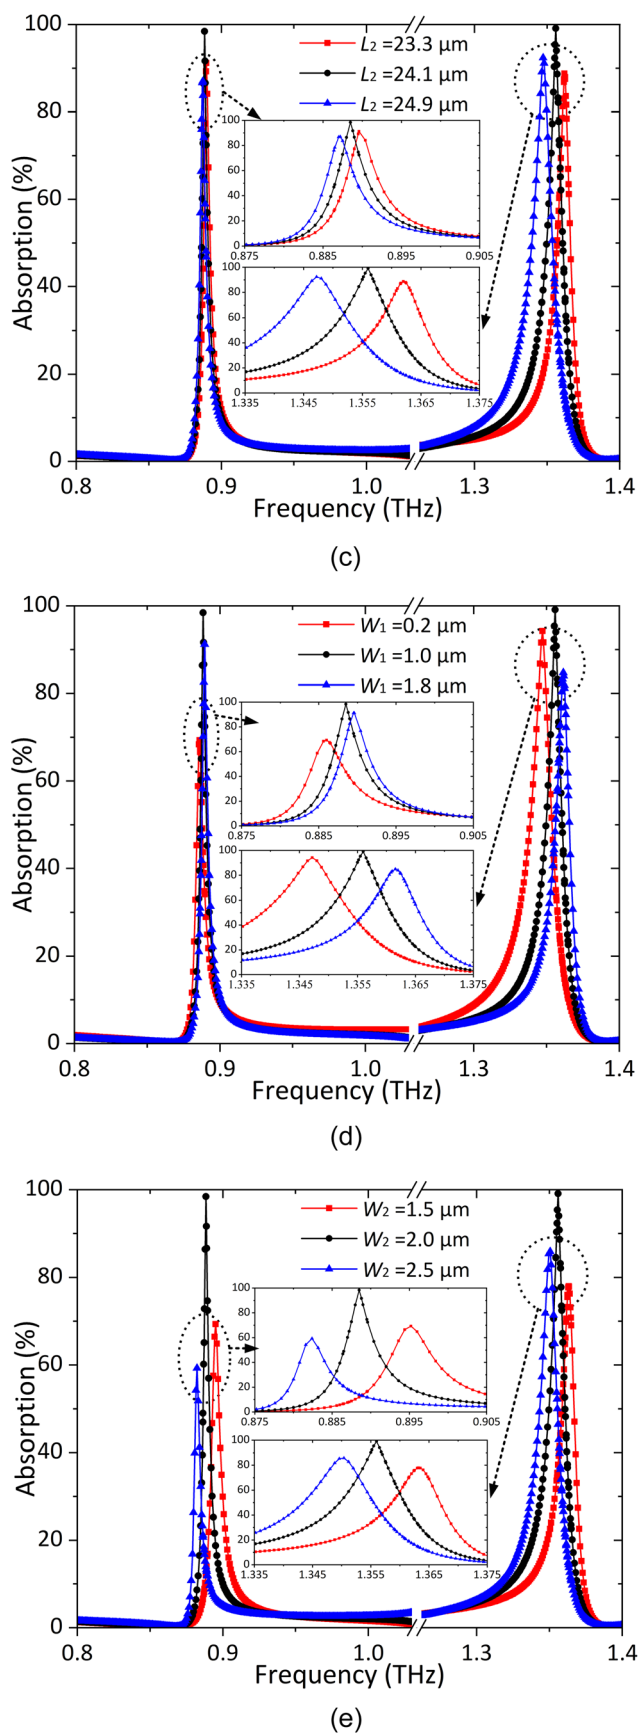 L2 =23.3 μm
L2 =24.1 μm
L2 =24.9 μm
Absorption (%)
100
80
60
40
20
0
100
80
60
40
20
0
0.875 0.885 0.895 0.905
100
80
60
40
20
0
1.335 1.345 1.355 1.365 1.375
0.8 0.9 1.0 1.3 1.4
Frequency (THz)
(c)
W1 =0.2 μm
W1 =1.0 μm
W1 =1.8 μm
Absorption (%)
100
80
60
40
20
0
100
80
60
40
20
0
0.875 0.885 0.895 0.905
100
80
60
40
20
0
1.335 1.345 1.355 1.365 1.375
0.8 0.9 1.0 1.3 1.4
Frequency (THz)
(d)
W2 =1.5 μm
W2 =2.0 μm
W2 =2.5 μm
Absorption (%)
100
80
60
40
20
0
100
80
60
40
20
0
0.875 0.885 0.895 0.905
100
80
60
40
20
0
1.335 1.345 1.355 1.365 1.375
0.8 0.9 1.0 1.3 1.4
Frequency (THz)
(e)